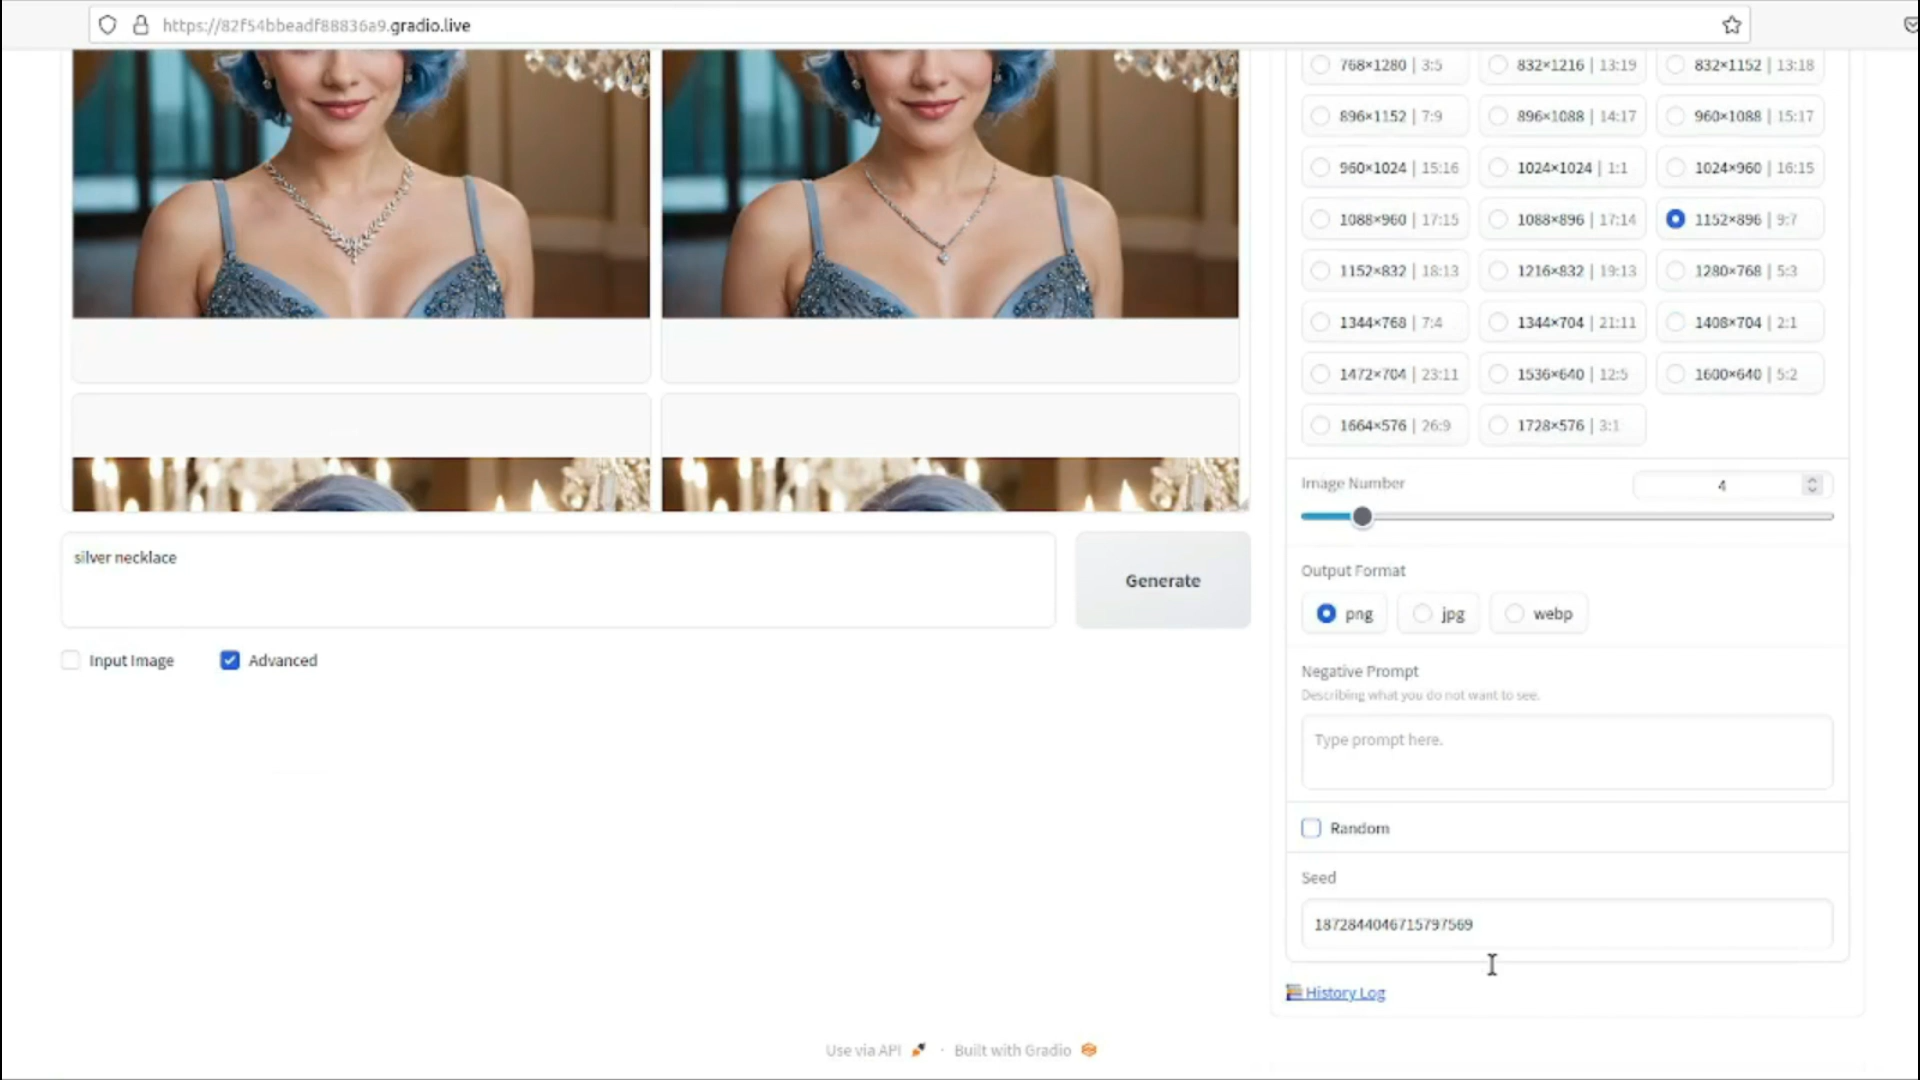 https://82f54bbeadf88836a9.gradio.live
768×1280 | 3:5
832×1216 | 13:19
832×1152 | 13:18
896×1152 | 7:9
896×1088 | 14:17
960×1088 | 15:17
960×1024 | 15:16
1024×1024 | 1:1
1024×960 | 16:15
1088×960 | 17:15
1088×896 | 17:14
1152×896 | 9:7
1152×832 | 18:13
1216×832 | 19:13
1280×768 | 5:3
1344×768 | 7:4
1344×704 | 21:11
1408×704 | 2:1
1472×704 | 23:11
1536×640 | 12:5
1600×640 | 5:2
1664×576 | 26:9
1728×576 | 3:1
Image Number
4
silver necklace
Generate
Input Image
Advanced
Output Format
png
jpg
webp
Negative Prompt
Describing what you do not want to see.
Type prompt here.
Random
Seed
1872844046715797569
History Log
Use via API · Built with Gradio